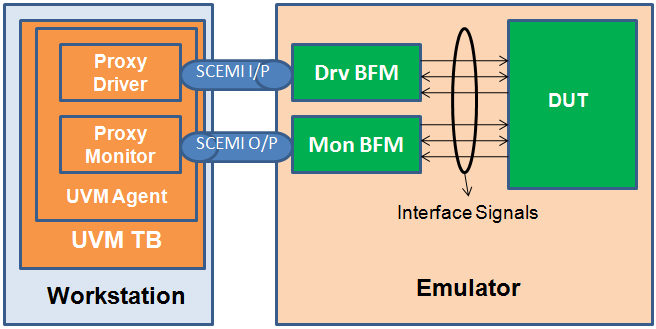 Proxy
Driver
SCEMI I/P
Drv BFM
DUT
Proxy
Monitor
SCEMI O/P
Mon BFM
UVM Agent
Interface Signals
UVM TB
Workstation
Emulator